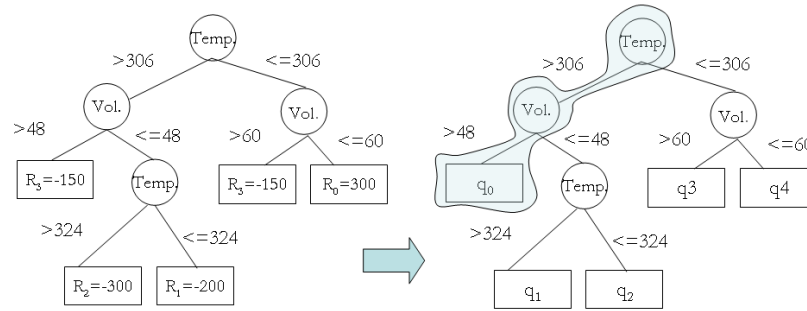 Temp.
>306
<=306
Vol.
Vol.
>48
<=48
>60
<=60
R₃=-150
Temp.
R₃=-150
R₀=300
>324
<=324
R₂=-300
R₁=-200
Temp.
>306
<=306
Vol.
Vol.
>48
<=48
>60
<=60
q₀
Temp.
q3
q4
>324
<=324
q₁
q₂